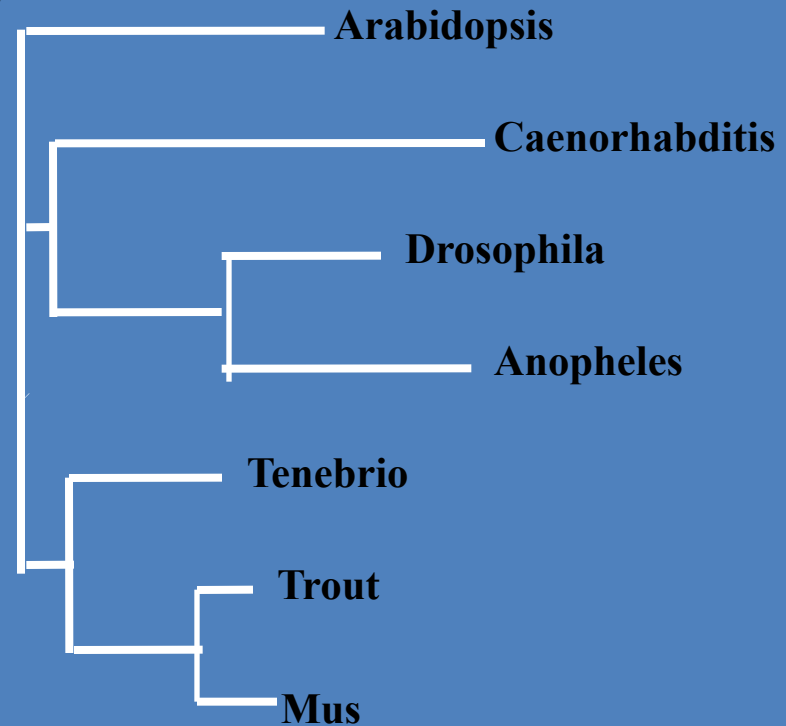 Arabidopsis
Caenorhabditis
Drosophila
Anopheles
Tenebrio
Trout
Mus